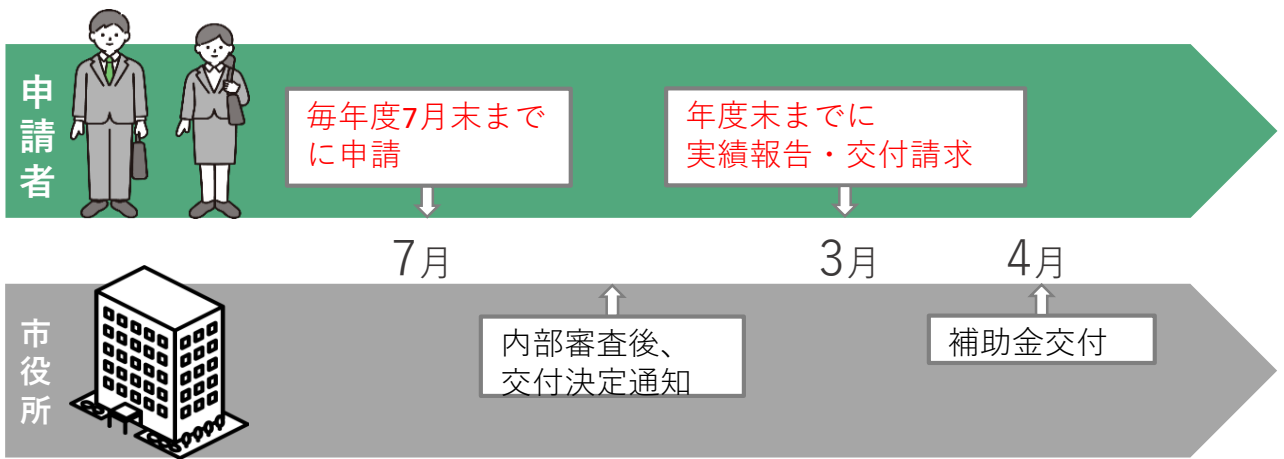 申請者
毎年度7月末まで
に申請
年度末までに
実績報告・交付請求
7月
3月
4月
市役所
内部審査後、
交付決定通知
補助金交付